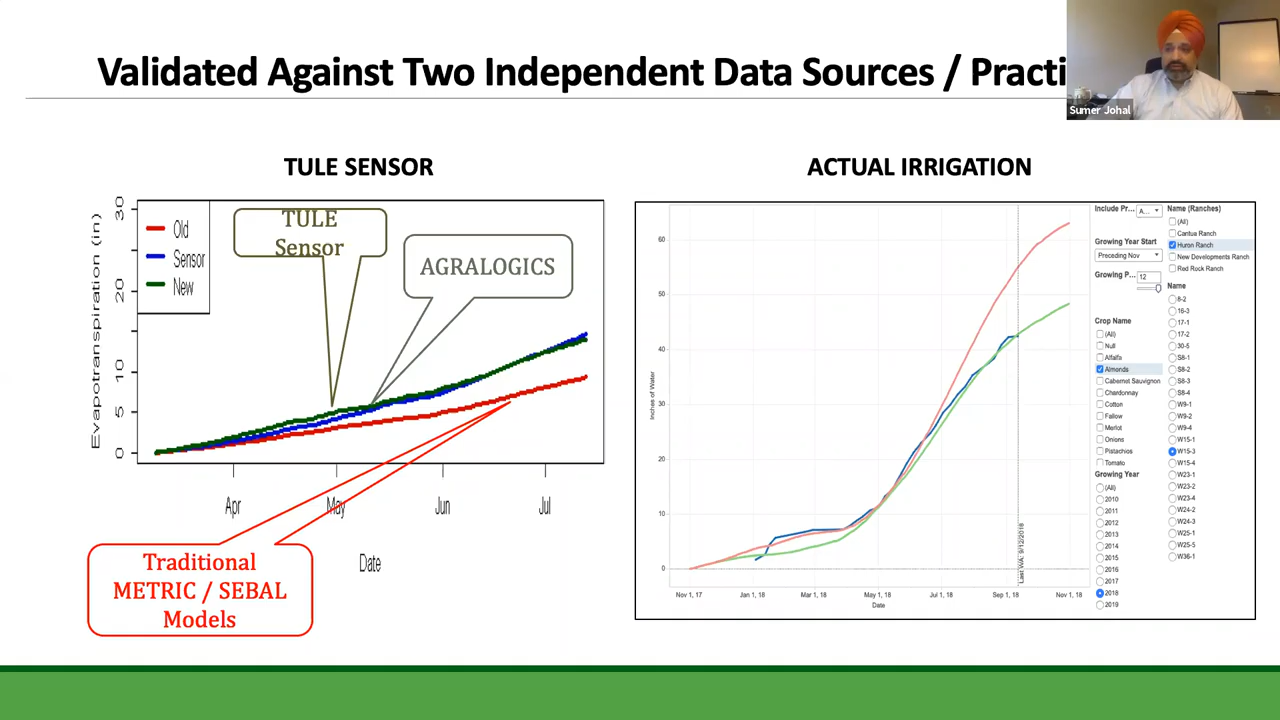 Validated Against Two Independent Data Sources / Practi
Sumer Johal
TULE SENSOR
Evapotranspiration (in)
30
20
10
5
0
Old
Sensor
New
TULE
Sensor
AGRALOGICS
Apr
May
Jun
Jul
Date
Traditional
METRIC / SEBAL
Models
ACTUAL IRRIGATION
Inches of Water
60
50
40
30
20
10
0
Last WA: 9/12/2018
Nov 1, 17
Jan 1, 18
Mar 1, 18
May 1, 18
Jul 1, 18
Sep 1, 18
Nov 1, 18
Date
Include Pr...
A...
Growing Year Start
Preceding Nov
Growing P...
12
Crop Name
(All)
Null
Alfalfa
Almonds
Cabernet Sauvignon
Chardonnay
Cotton
Fallow
Merlot
Onions
Pistachios
Tomato
Growing Year
(All)
2010
2011
2012
2013
2014
2015
2016
2017
2018
2019
Name (Ranches)
(All)
Cantua Ranch
Huron Ranch
New Developments Ranch
Red Rock Ranch
Name
8-2
16-3
17-1
17-2
30-5
S8-1
S8-2
S8-3
S8-4
W9-1
W9-2
W9-4
W15-1
W15-3
W15-4
W23-1
W23-2
W23-4
W24-2
W24-3
W25-1
W25-5
W36-1